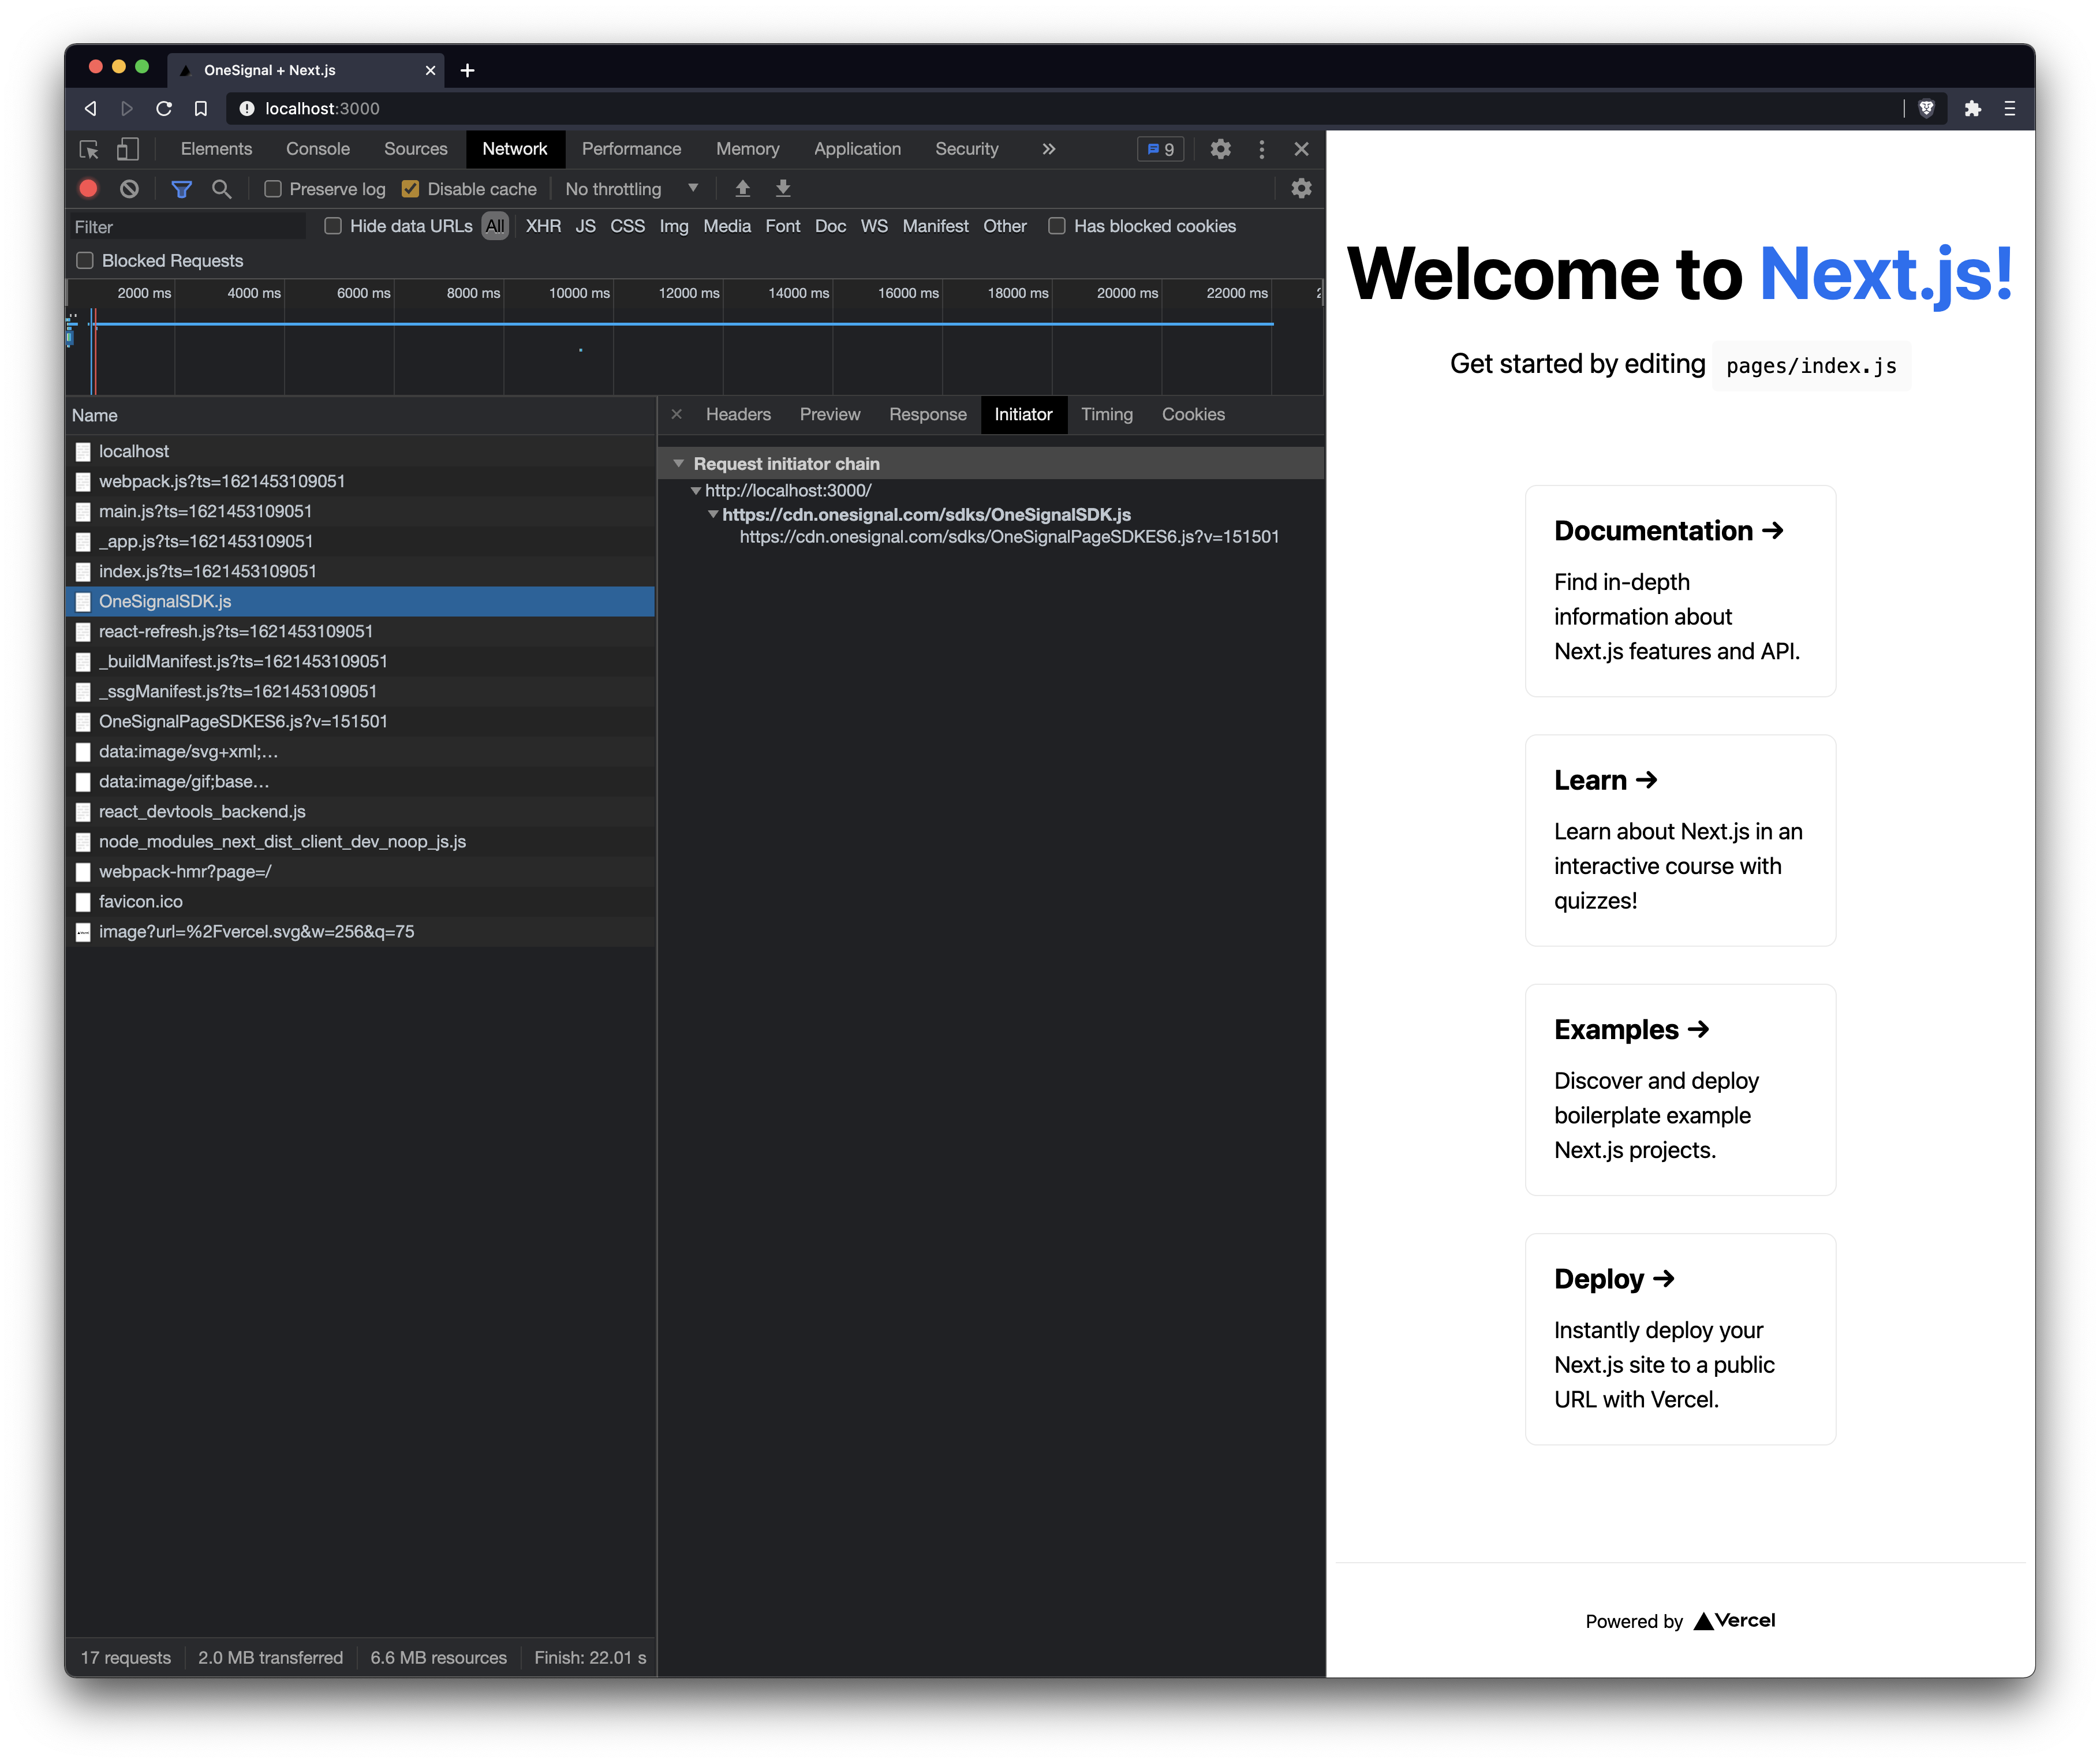 OneSignal + Next.js
localhost:3000
Elements Console Sources Network Performance Memory Application Security 9
Preserve log Disable cache No throttling
Filter Hide data URLs All XHR JS CSS Img Media Font Doc WS Manifest Other Has blocked cookies
Blocked Requests
2000 ms 4000 ms 6000 ms 8000 ms 10000 ms 12000 ms 14000 ms 16000 ms 18000 ms 20000 ms 22000 ms
Name
localhost
webpack.js?ts=1621453109051
main.js?ts=1621453109051
_app.js?ts=1621453109051
index.js?ts=1621453109051
OneSignalSDK.js
react-refresh.js?ts=1621453109051
_buildManifest.js?ts=1621453109051
_ssgManifest.js?ts=1621453109051
OneSignalPageSDKES6.js?v=151501
data:image/svg+xml;…
data:image/gif;base…
react_devtools_backend.js
node_modules_next_dist_client_dev_noop_js.js
webpack-hmr?page=/
favicon.ico
image?url=%2Fvercel.svg&w=256&q=75
17 requests 2.0 MB transferred 6.6 MB resources Finish: 22.01 s
Headers Preview Response Initiator Timing Cookies
Request initiator chain
http://localhost:3000/
https://cdn.onesignal.com/sdks/OneSignalSDK.js
https://cdn.onesignal.com/sdks/OneSignalPageSDKES6.js?v=151501
Welcome to Next.js!
Get started by editing pages/index.js
Documentation →
Find in-depth
information about
Next.js features and API.
Learn →
Learn about Next.js in an
interactive course with
quizzes!
Examples →
Discover and deploy
boilerplate example
Next.js projects.
Deploy →
Instantly deploy your
Next.js site to a public
URL with Vercel.
Powered by Vercel